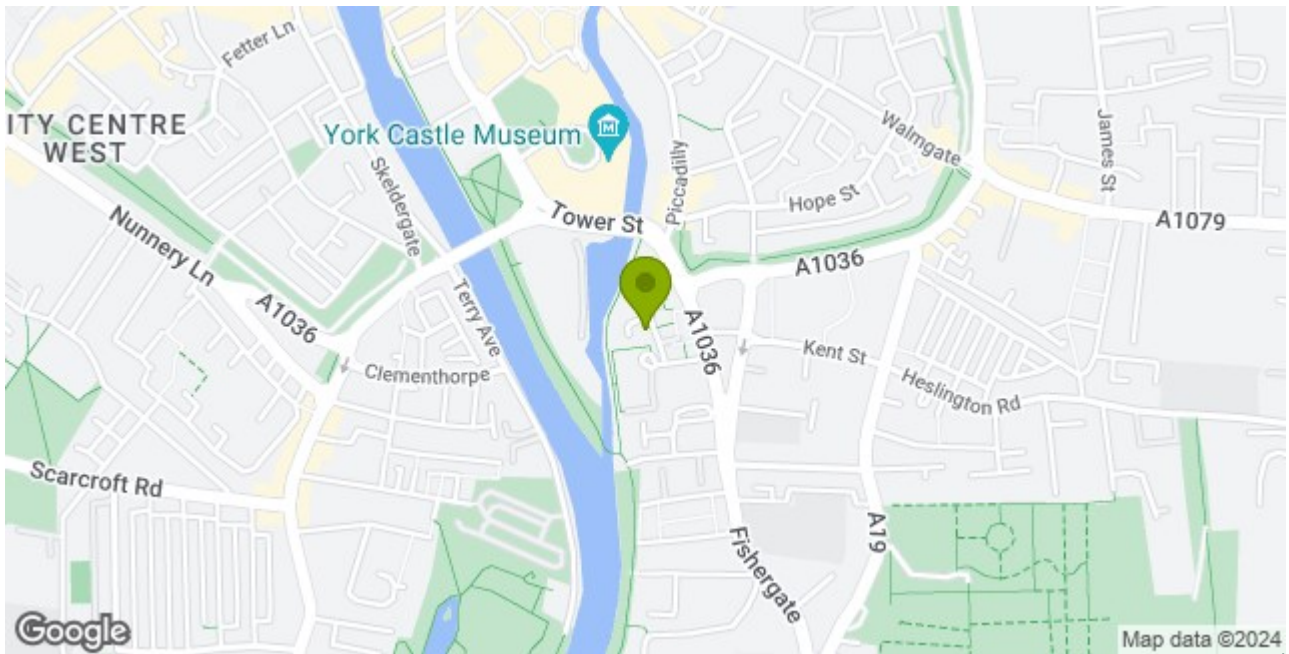 Fetter Ln
ITY CENTRE
WEST
York Castle Museum
M
Skeldergate
Piccadilly
Walmgate
James St
Hope St
A1079
Nunnery Ln
Tower St
A1036
A1036
Terry Ave
A1036
Clementhorpe
Kent St
Heslington Rd
Scarcroft Rd
A19
Fishergate
Google
Map data ©2024